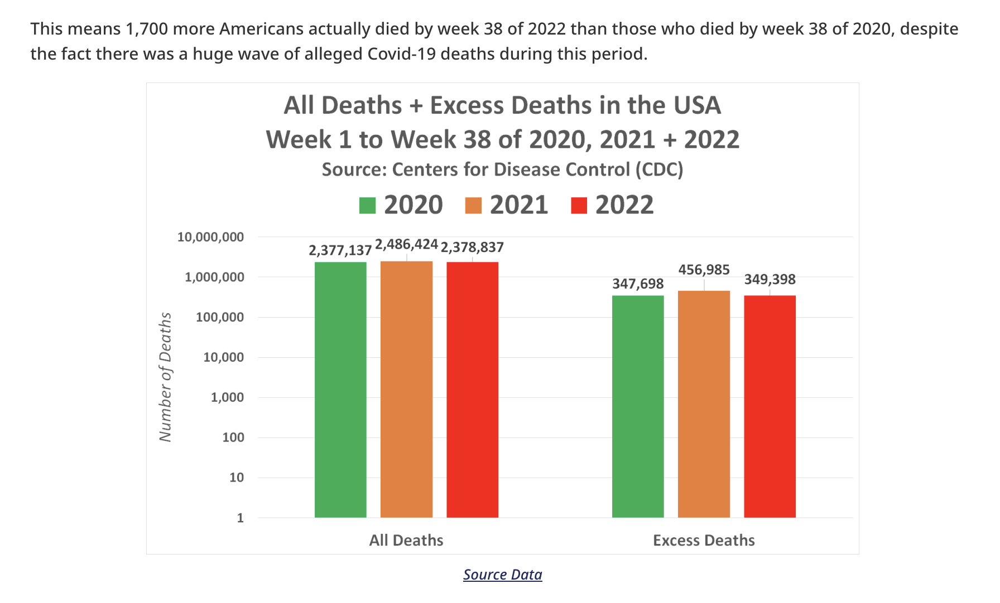 This means 1,700 more Americans actually died by week 38 of 2022 than those who died by week 38 of 2020, despite
the fact there was a huge wave of alleged Covid-19 deaths during this period.
All Deaths + Excess Deaths in the USA
Week 1 to Week 38 of 2020, 2021 + 2022
Source: Centers for Disease Control (CDC)
2020 2021 2022
10,000,000
1,000,000
100,000
10,000
1,000
100
10
1
Number of Deaths
2,377,137 2,486,424 2,378,837
347,698 456,985 349,398
All Deaths Excess Deaths
Source Data